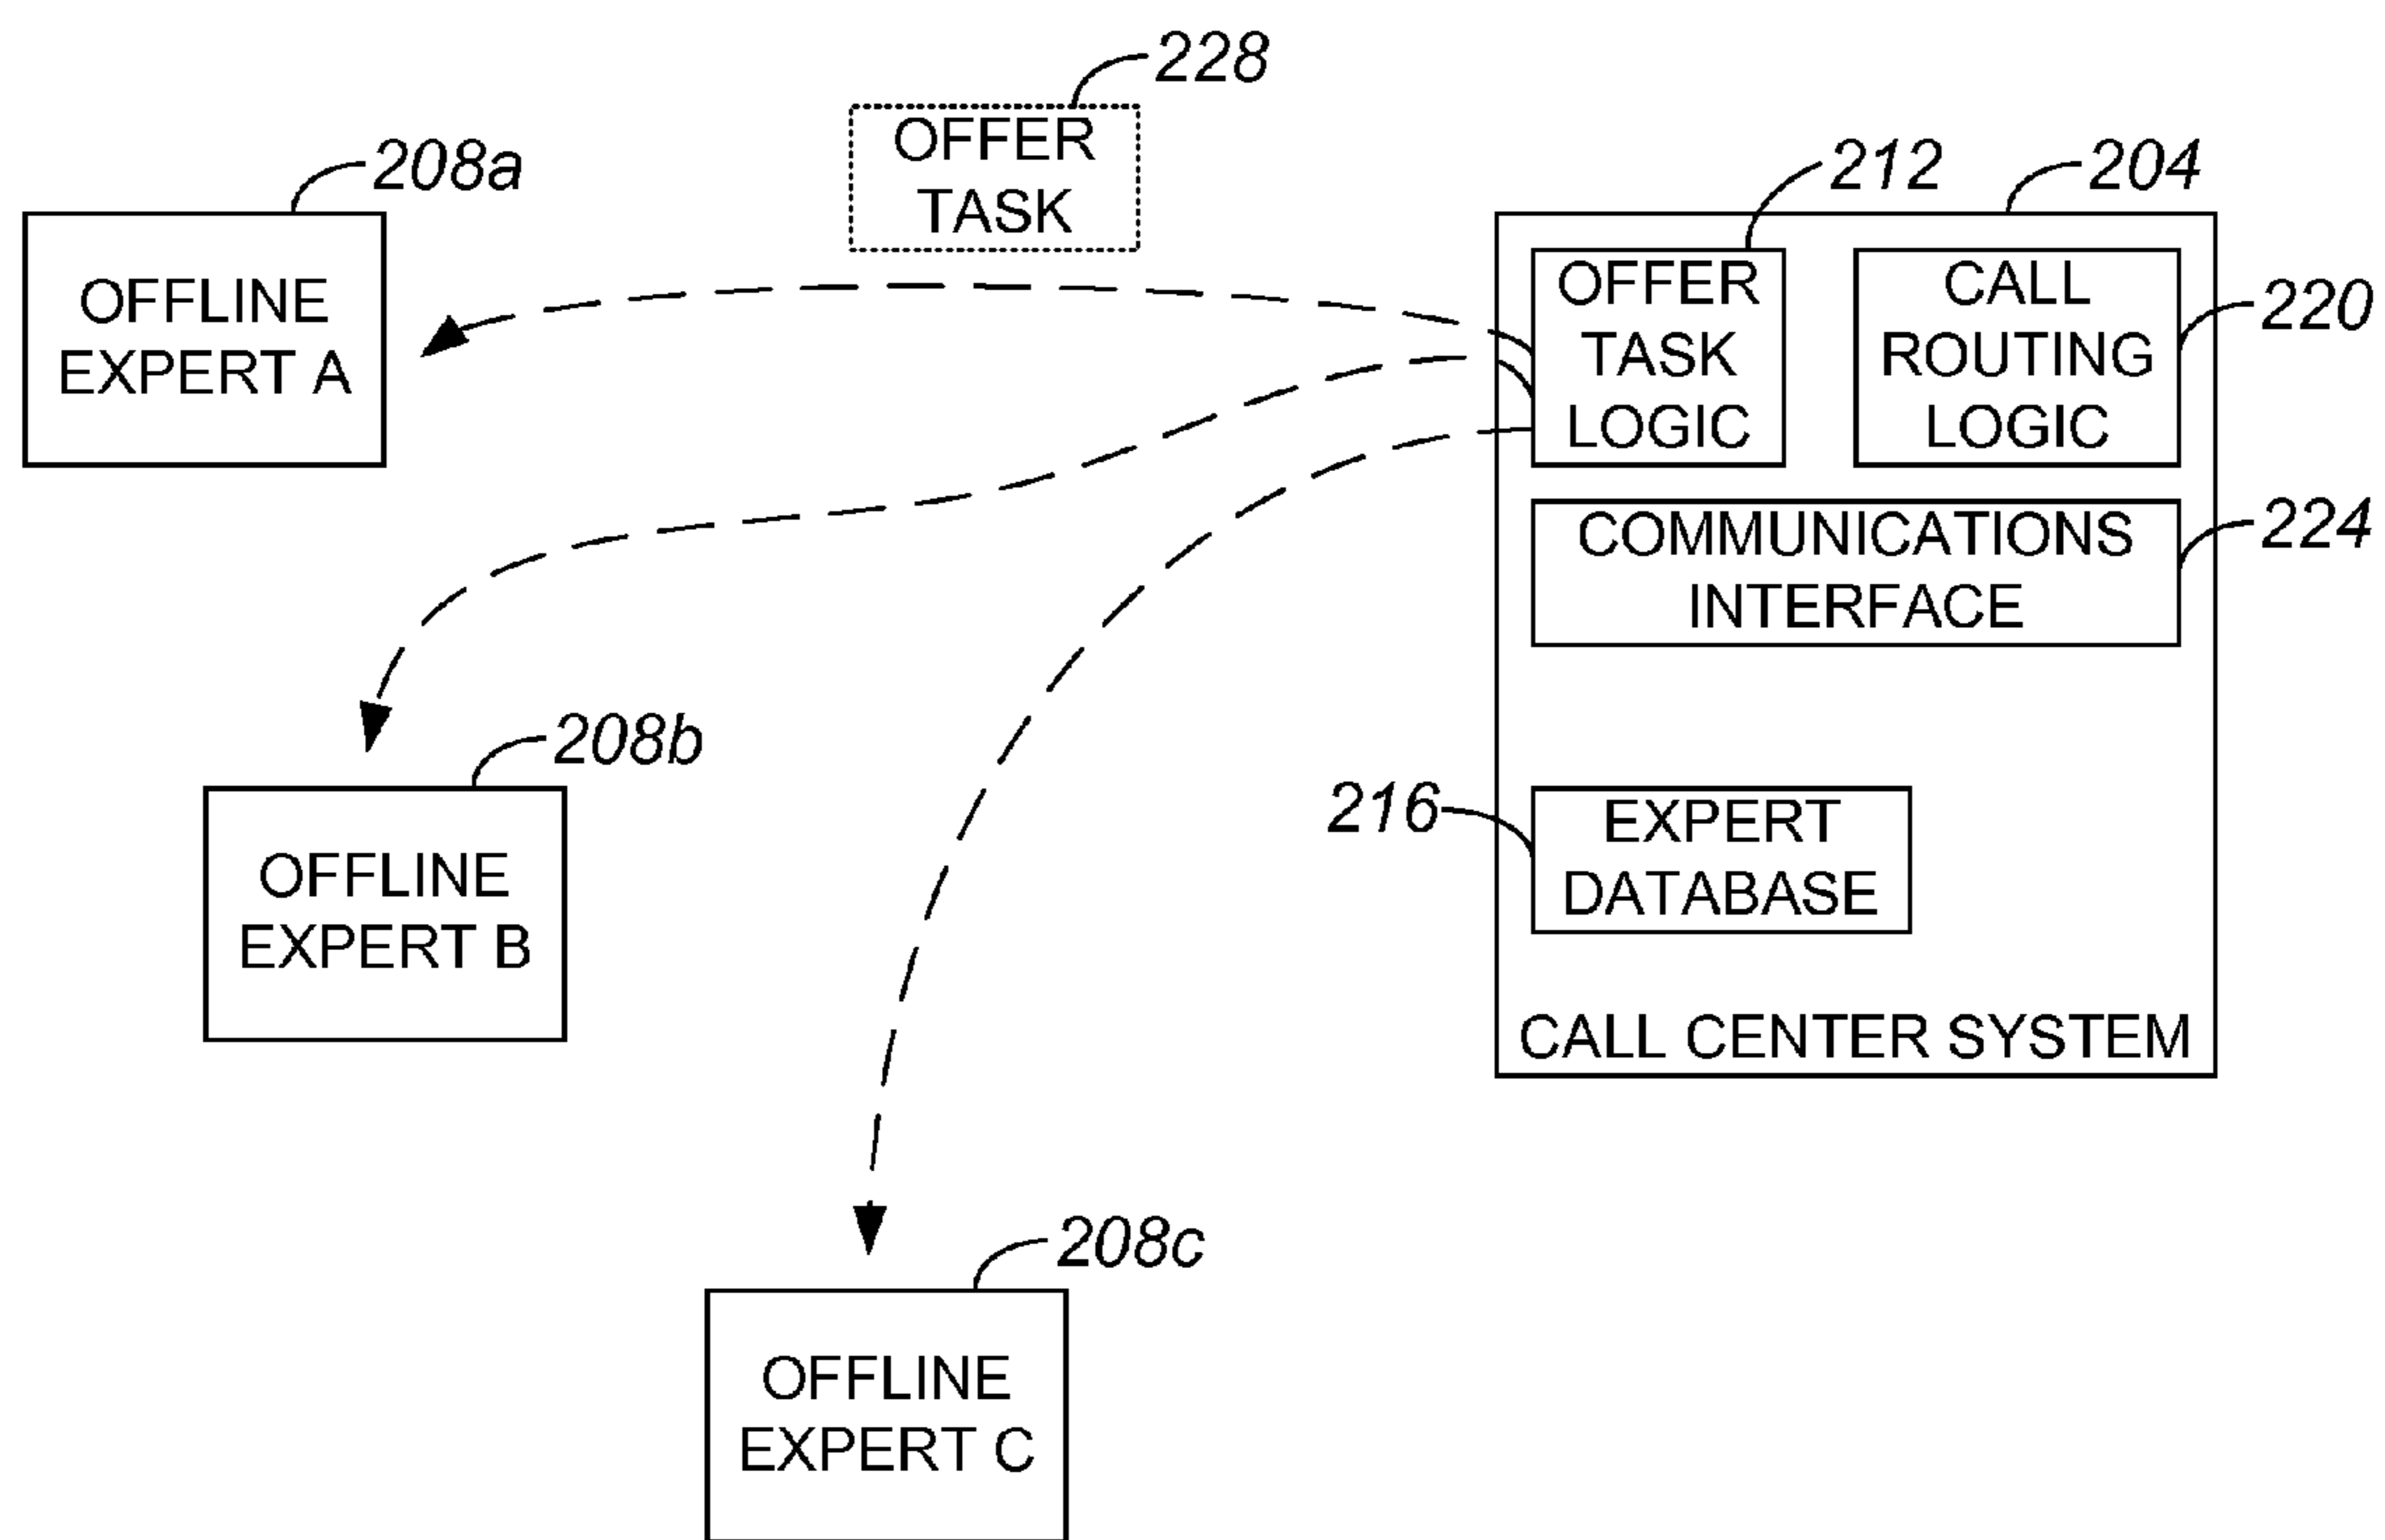 228
OFFER
TASK
208a
OFFLINE
EXPERT A
212
204
OFFER
TASK
LOGIC
CALL
ROUTING
LOGIC
220
COMMUNICATIONS
INTERFACE
224
208b
OFFLINE
EXPERT B
216
EXPERT
DATABASE
CALL CENTER SYSTEM
208c
OFFLINE
EXPERT C